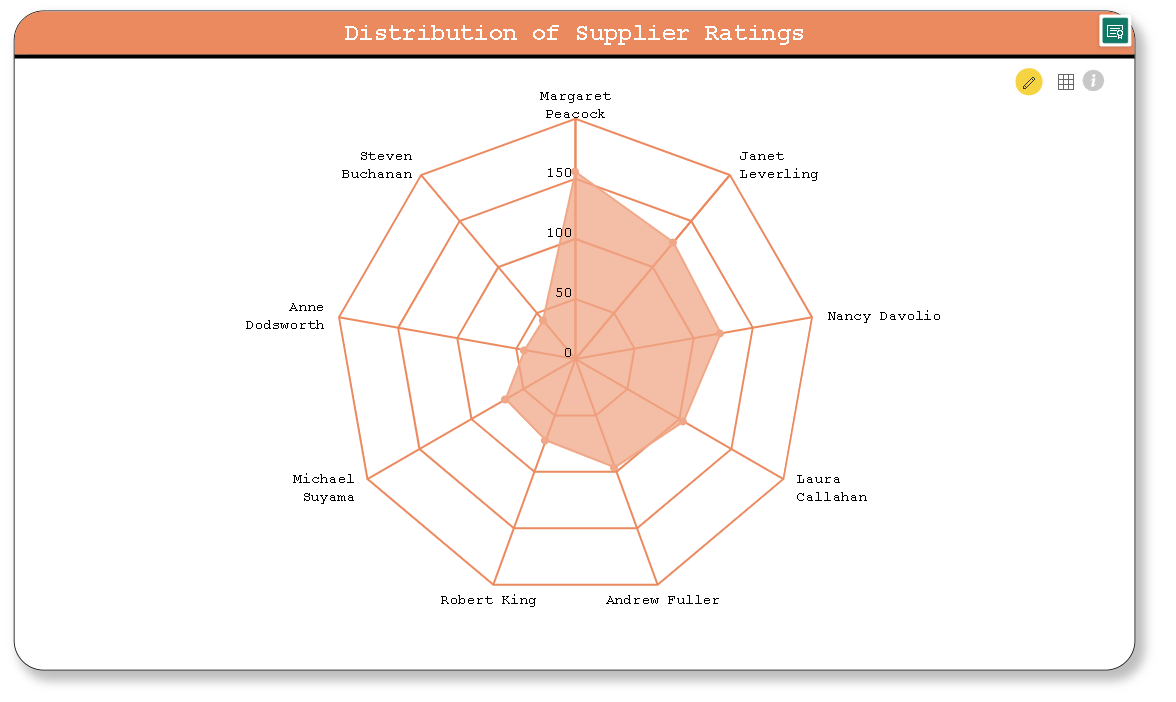 Distribution of Supplier Ratings
i
Margaret
Peacock
Steven
Buchanan
Janet
Leverling
150
100
50
0
Anne
Dodsworth
Nancy Davolio
Michael
Suyama
Laura
Callahan
Robert King
Andrew Fuller